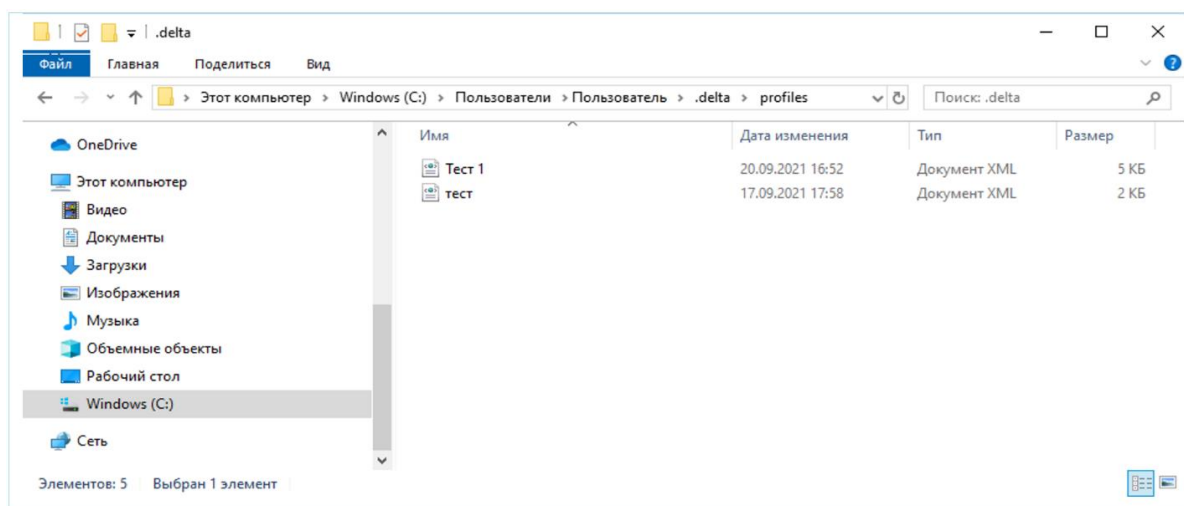 .delta
Файл Главная Поделиться Вид
Этот компьютер > Windows (C:) > Пользователи > Пользователь > .delta > profiles Поиск: .delta
Имя Дата изменения Тип Размер
OneDrive
Этот компьютер
Видео
Документы
Загрузки
Изображения
Музыка
Объемные объекты
Рабочий стол
Windows (C:)
Сеть
Тест 1 20.09.2021 16:52 Документ XML 5 КБ
тест 17.09.2021 17:58 Документ XML 2 КБ
Элементов: 5 Выбран 1 элемент